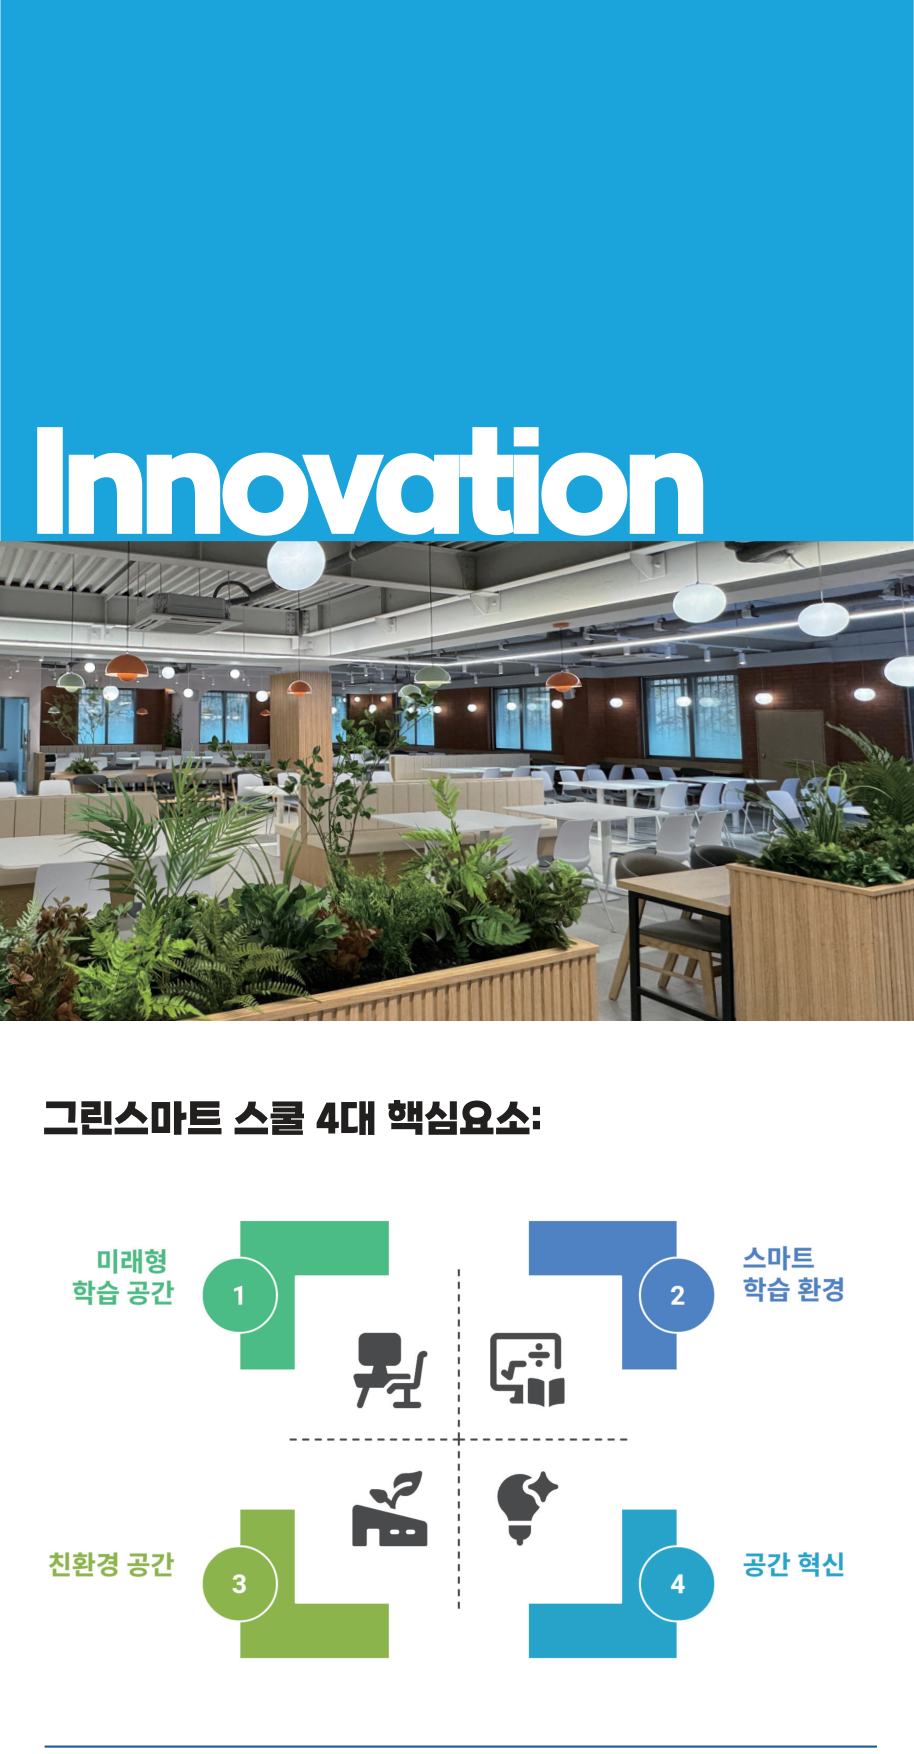 Innovation
그린스마트 스쿨 4대 핵심요소:
미래형
학습 공간
1
2
스마트
학습 환경
친환경 공간
3
4
공간 혁신